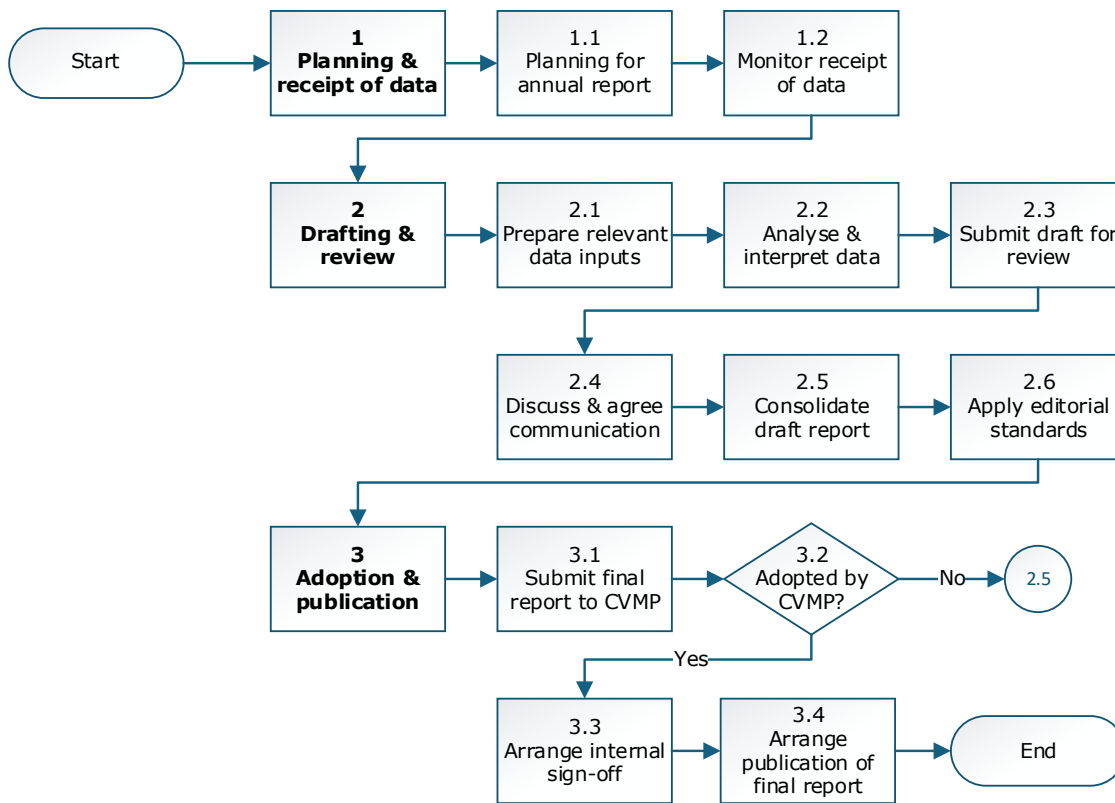 Start
1
Planning &
receipt of data
1.1
Planning for
annual report
1.2
Monitor receipt
of data
2
Drafting &
review
2.1
Prepare relevant
data inputs
2.2
Analyse &
interpret data
2.3
Submit draft for
review
2.4
Discuss & agree
communication
2.5
Consolidate
draft report
2.6
Apply editorial
standards
3
Adoption &
publication
3.1
Submit final
report to CVMP
3.2
Adopted by
CVMP?
No
2.5
Yes
3.3
Arrange internal
sign-off
3.4
Arrange
publication of
final report
End